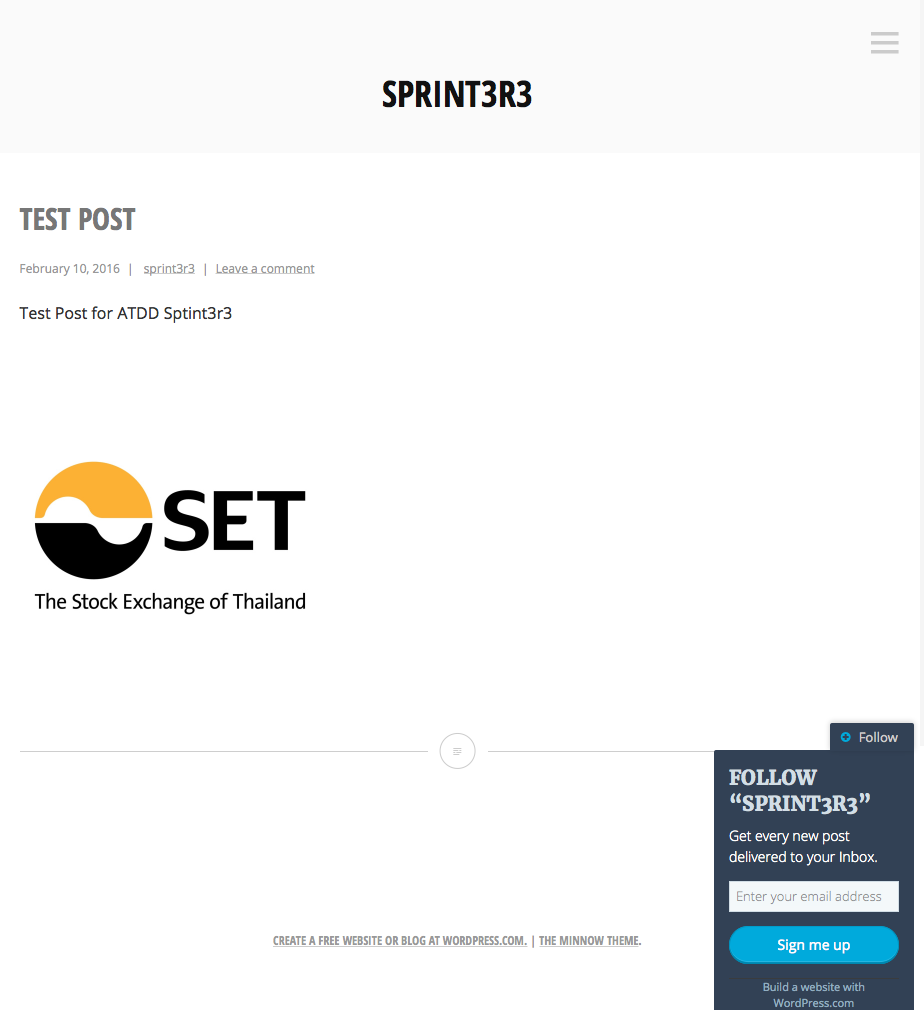 SPRINT3R3
TEST POST
February 10, 2016 | sprint3r3 | Leave a comment
Test Post for ATDD Sptint3r3
SET
The Stock Exchange of Thailand
Follow
FOLLOW
“SPRINT3R3”
Get every new post
delivered to your Inbox.
Enter your email address
Sign me up
Build a website with
WordPress.com
CREATE A FREE WEBSITE OR BLOG AT WORDPRESS.COM. | THE MINNOW THEME.